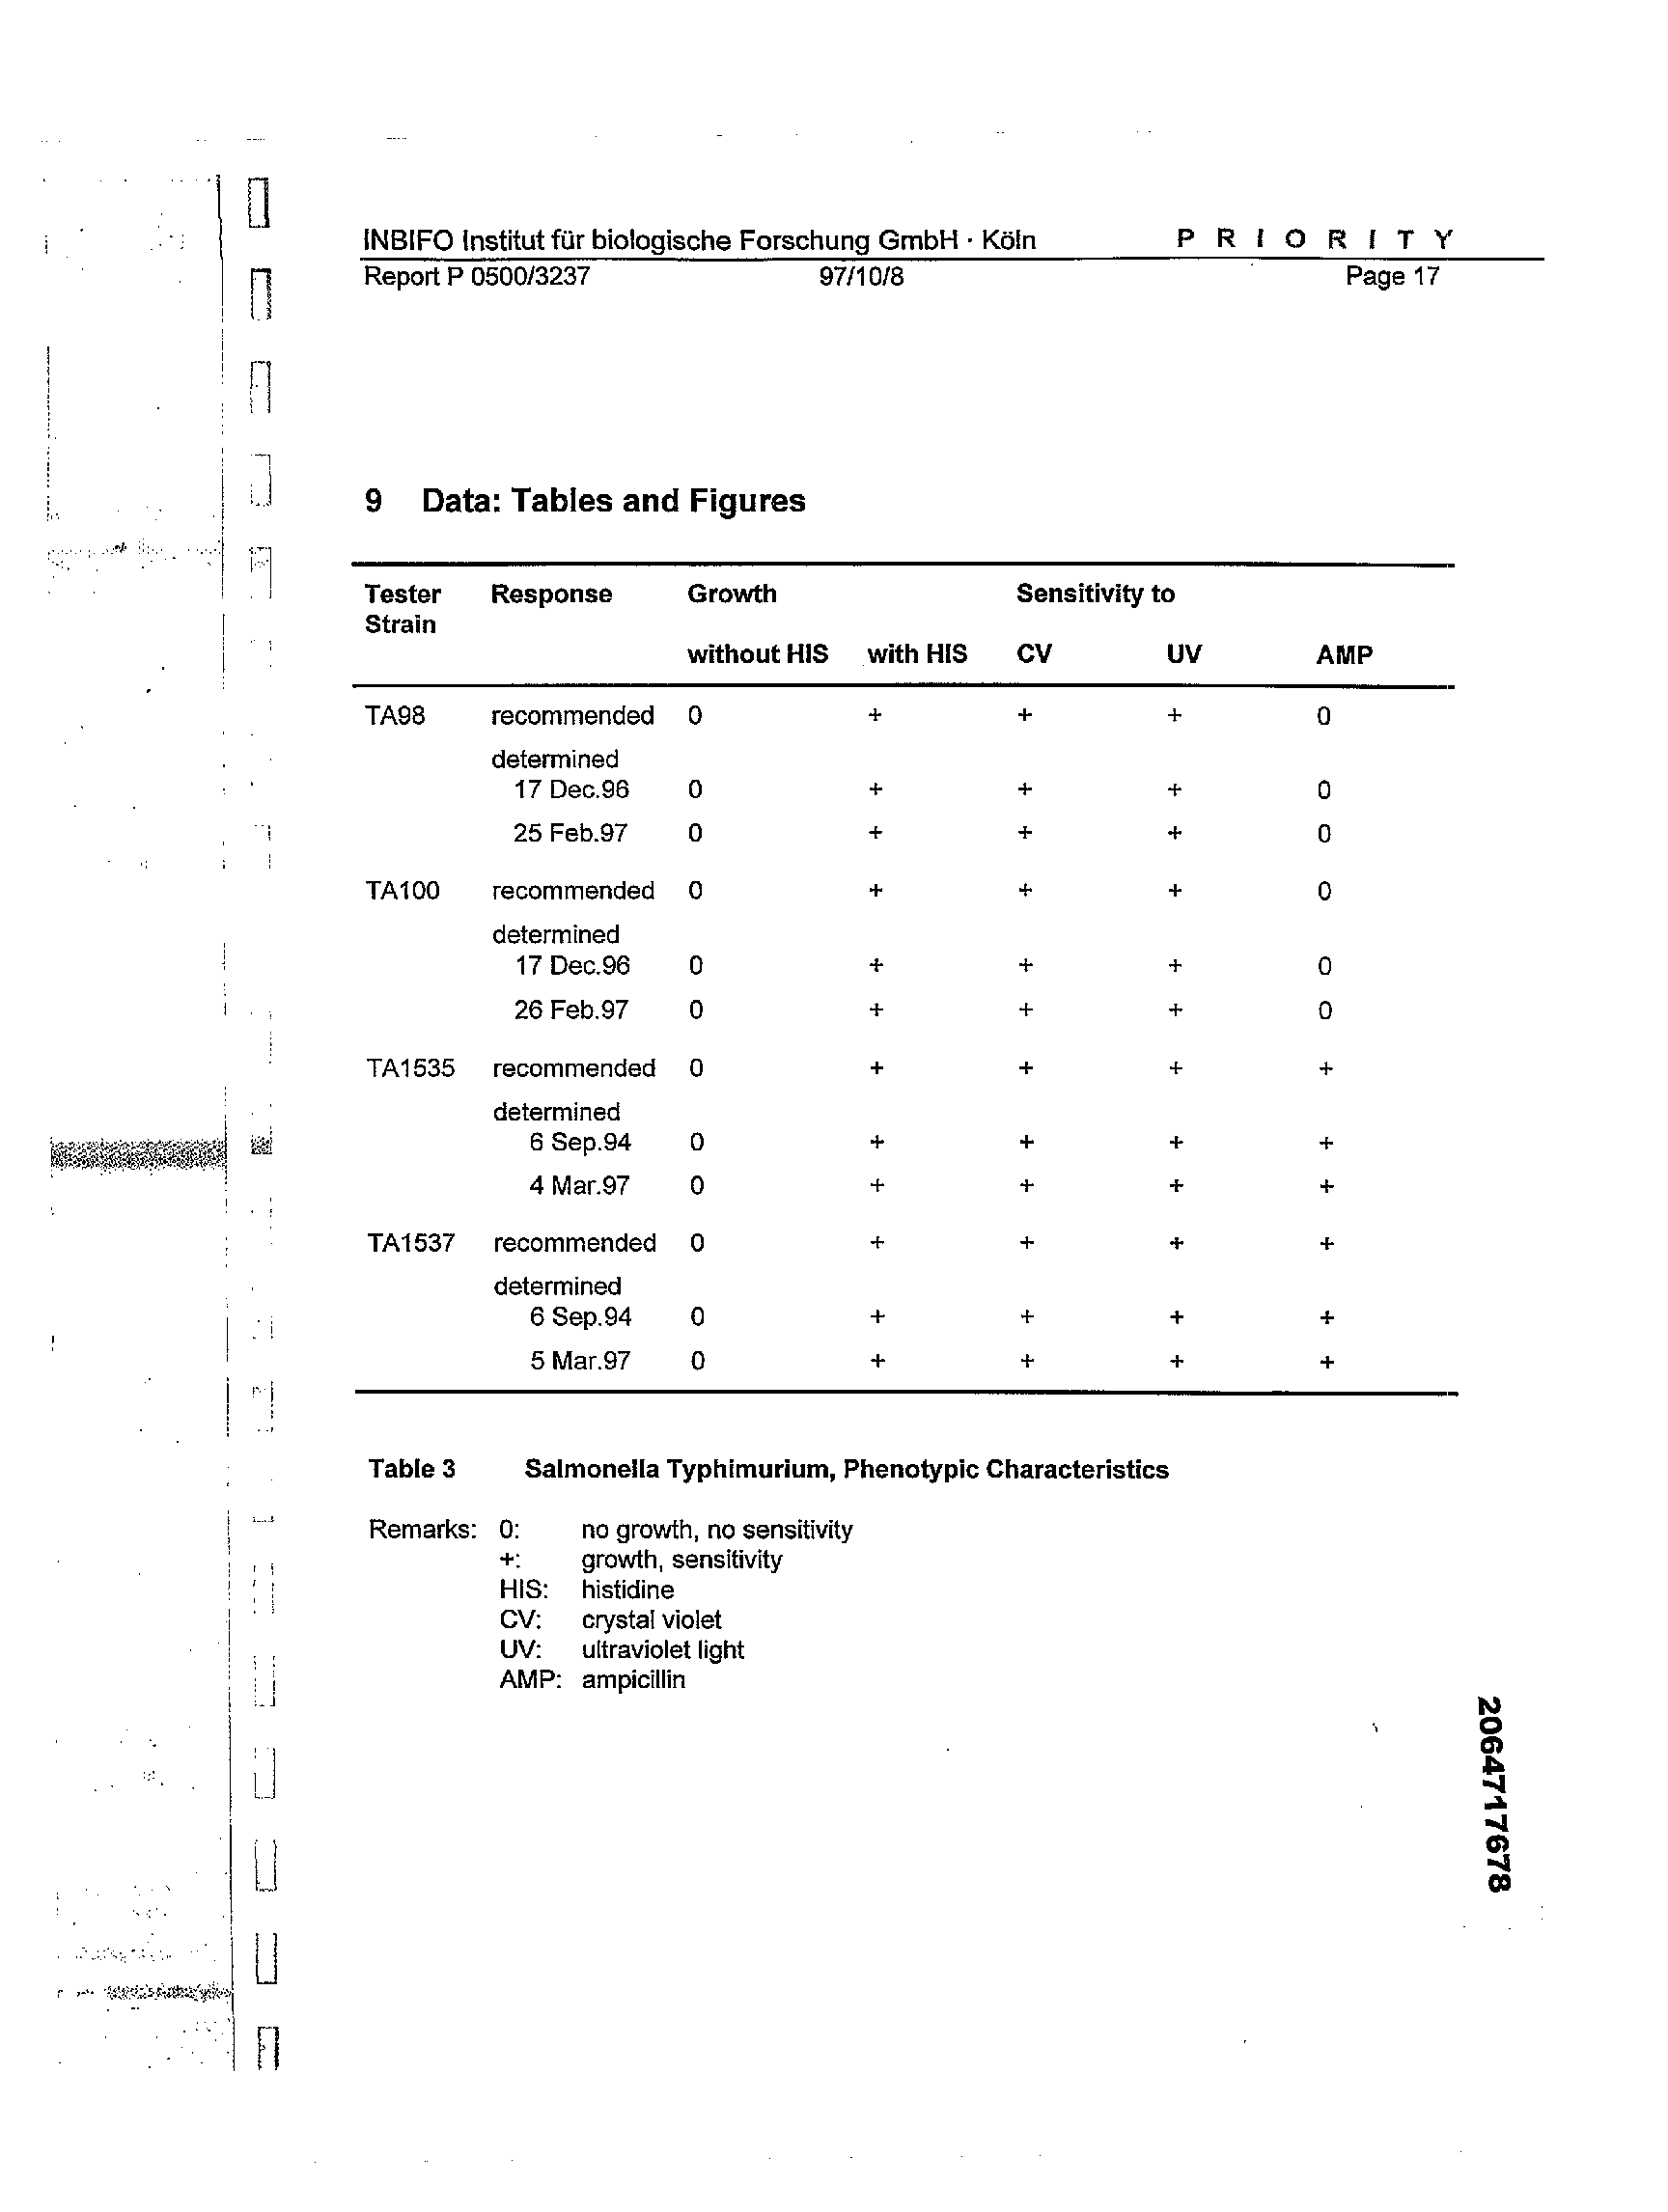 INBIFO Institut für biologische Forschung GmbH · Köln P R I O R I T Y
Report P 0500/3237 97/10/8 Page 17
9 Data: Tables and Figures
Tester Response Growth Sensitivity to
Strain
without HIS with HIS CV UV AMP
TA98 recommended 0 + + + 0
determined
17 Dec.96 0 + + + 0
25 Feb.97 0 + + + 0
TA100 recommended 0 + + + 0
determined
17 Dec.96 0 + + + 0
26 Feb.97 0 + + + 0
TA1535 recommended 0 + + + +
determined
6 Sep.94 0 + + + +
4 Mar.97 0 + + + +
TA1537 recommended 0 + + + +
determined
6 Sep.94 0 + + + +
5 Mar.97 0 + + + +
Table 3 Salmonella Typhimurium, Phenotypic Characteristics
Remarks: 0: no growth, no sensitivity
+: growth, sensitivity
HIS: histidine
CV: crystal violet
UV: ultraviolet light
AMP: ampicillin
2064717678